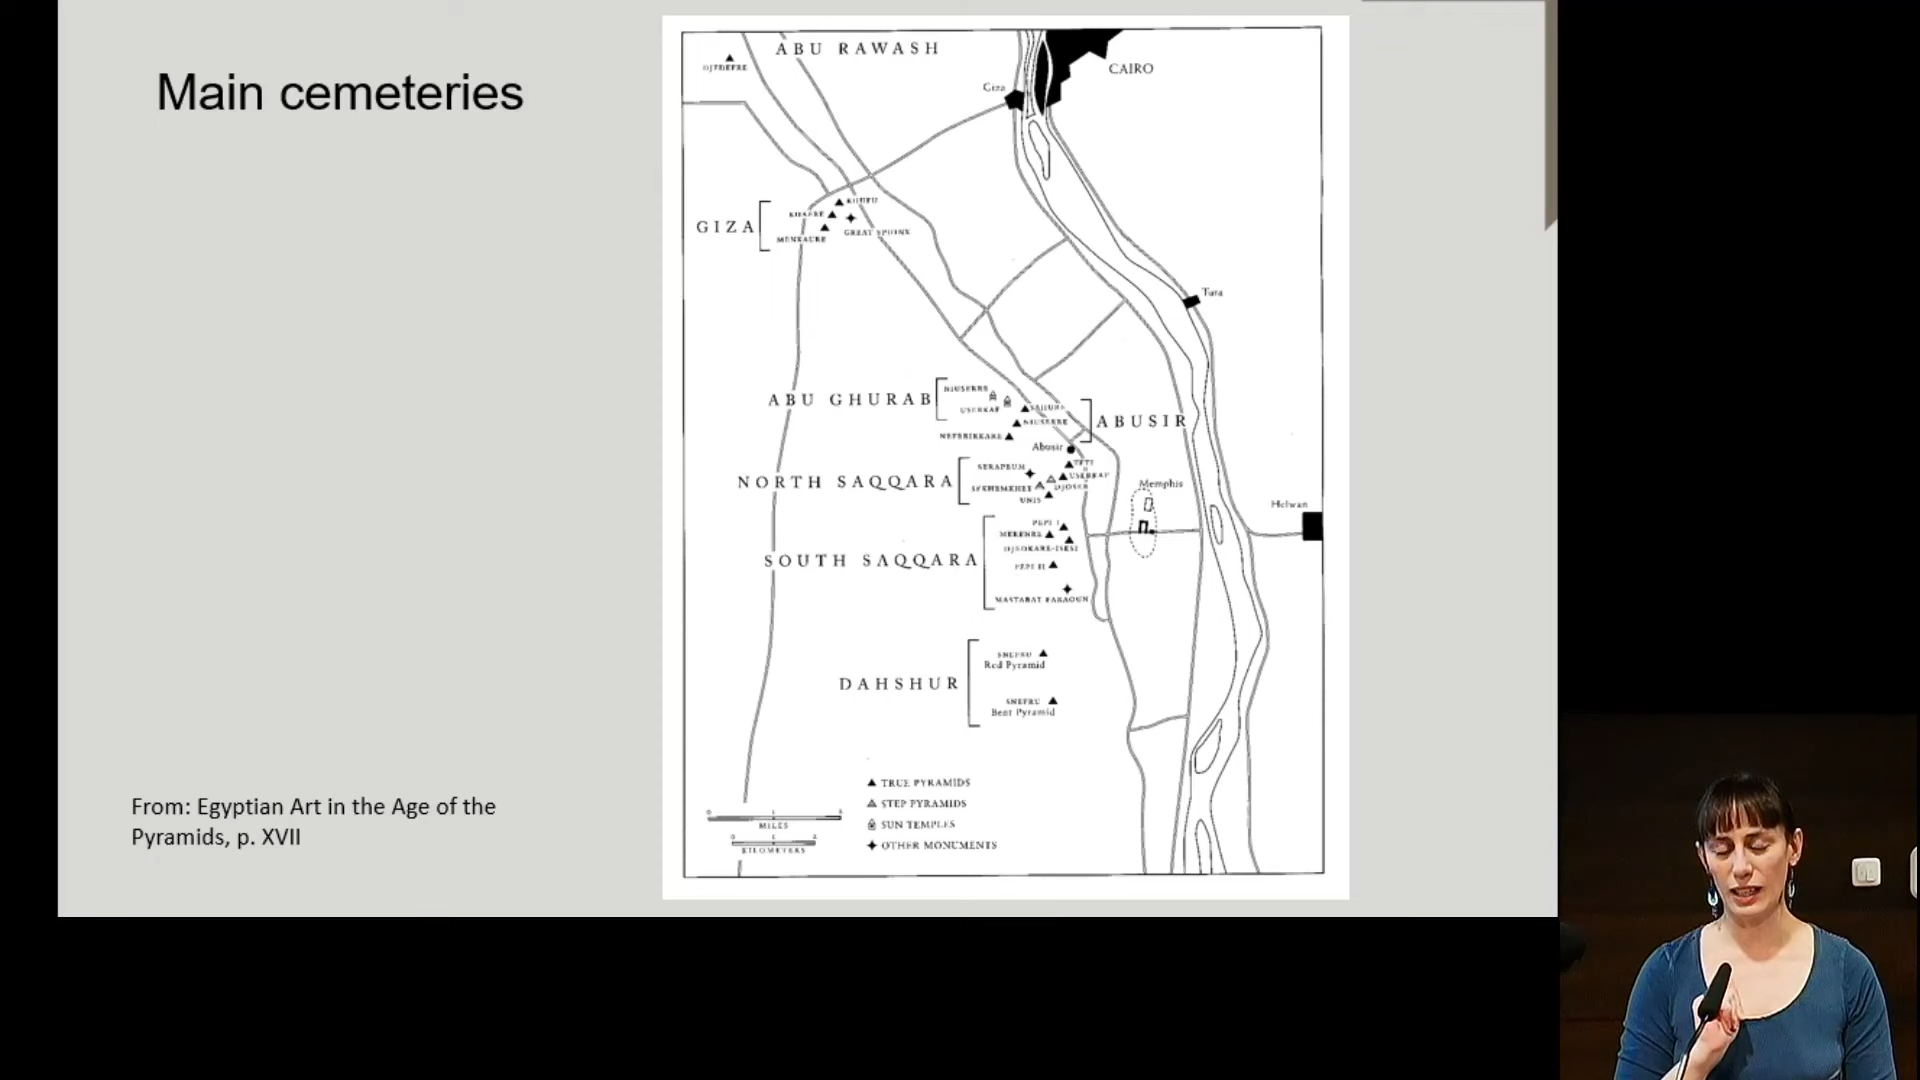 Main cemeteries
ABU RAWASH
DJEDEFRE
CAIRO
Giza
KHUFU
KHAFRE
GIZA
MENKAURE
GREAT SPHINX
Tura
NIUSERRE
ABU GHURAB
USERKAF
SAHURE
NIUSERRE
ABUSIR
NEFERIRKARE
Abusir
TETI
SERAPEUM
USERKAF
NORTH SAQQARA
SEKHEMKHET
DJOSER
UNIS
Memphis
Helwan
PEPI I
MERENRE
DJEDKARE-ISESI
SOUTH SAQQARA
PEPI II
MASTABAT FARAOUN
SNEFRU
Red Pyramid
DAHSHUR
SNEFRU
Bent Pyramid
TRUE PYRAMIDS
STEP PYRAMIDS
SUN TEMPLES
OTHER MONUMENTS
MILES
KILOMETERS
From: Egyptian Art in the Age of the
Pyramids, p. XVII